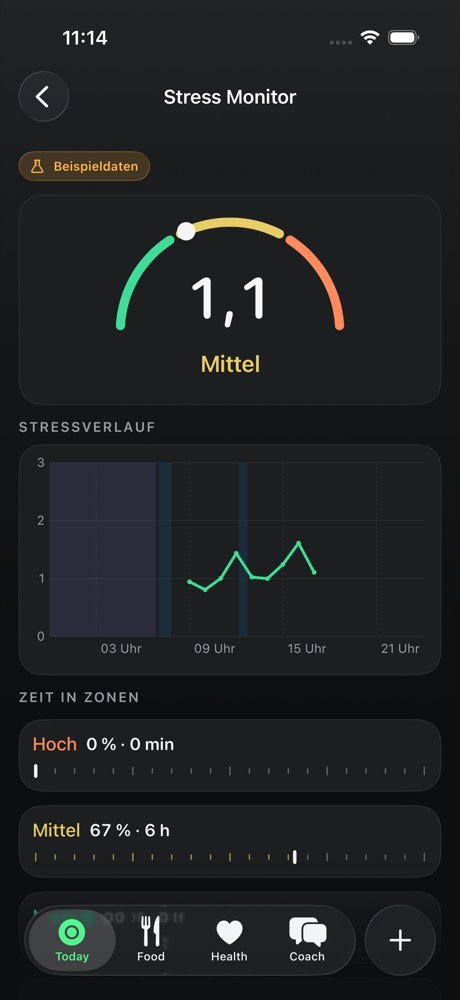 11:14
Stress Monitor
Beispieldaten
1,1
Mittel
STRESSVERLAUF
3
2
1
0
03 Uhr 09 Uhr 15 Uhr 21 Uhr
ZEIT IN ZONEN
Hoch 0 % · 0 min
Mittel 67 % · 6 h
Today Food Health Coach